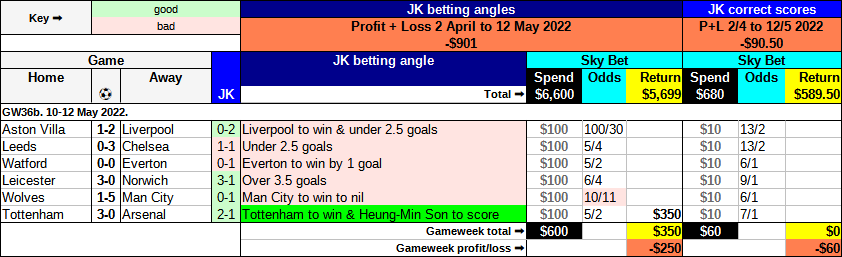 Key ➡ good JK betting angles JK correct scores
bad Profit + Loss 2 April to 12 May 2022 P+L 2/4 to 12/5 2022
-$901 -$90.50
Game JK betting angle Sky Bet Sky Bet
Home ⚽ Away JK Spend Odds Return Spend Odds Return
Total ➡ $6,600 $5,699 $680 $589.50
GW36b. 10-12 May 2022.
Aston Villa 1-2 Liverpool 0-2 Liverpool to win & under 2.5 goals $100 100/30 $10 13/2
Leeds 0-3 Chelsea 1-1 Under 2.5 goals $100 5/4 $10 13/2
Watford 0-0 Everton 0-1 Everton to win by 1 goal $100 5/2 $10 6/1
Leicester 3-0 Norwich 3-1 Over 3.5 goals $100 6/4 $10 9/1
Wolves 1-5 Man City 0-1 Man City to win to nil $100 10/11 $10 6/1
Tottenham 3-0 Arsenal 2-1 Tottenham to win & Heung-Min Son to score $100 5/2 $350 $10 7/1
Gameweek total ➡ $600 $350 $60 $0
Gameweek profit/loss➡ -$250 -$60